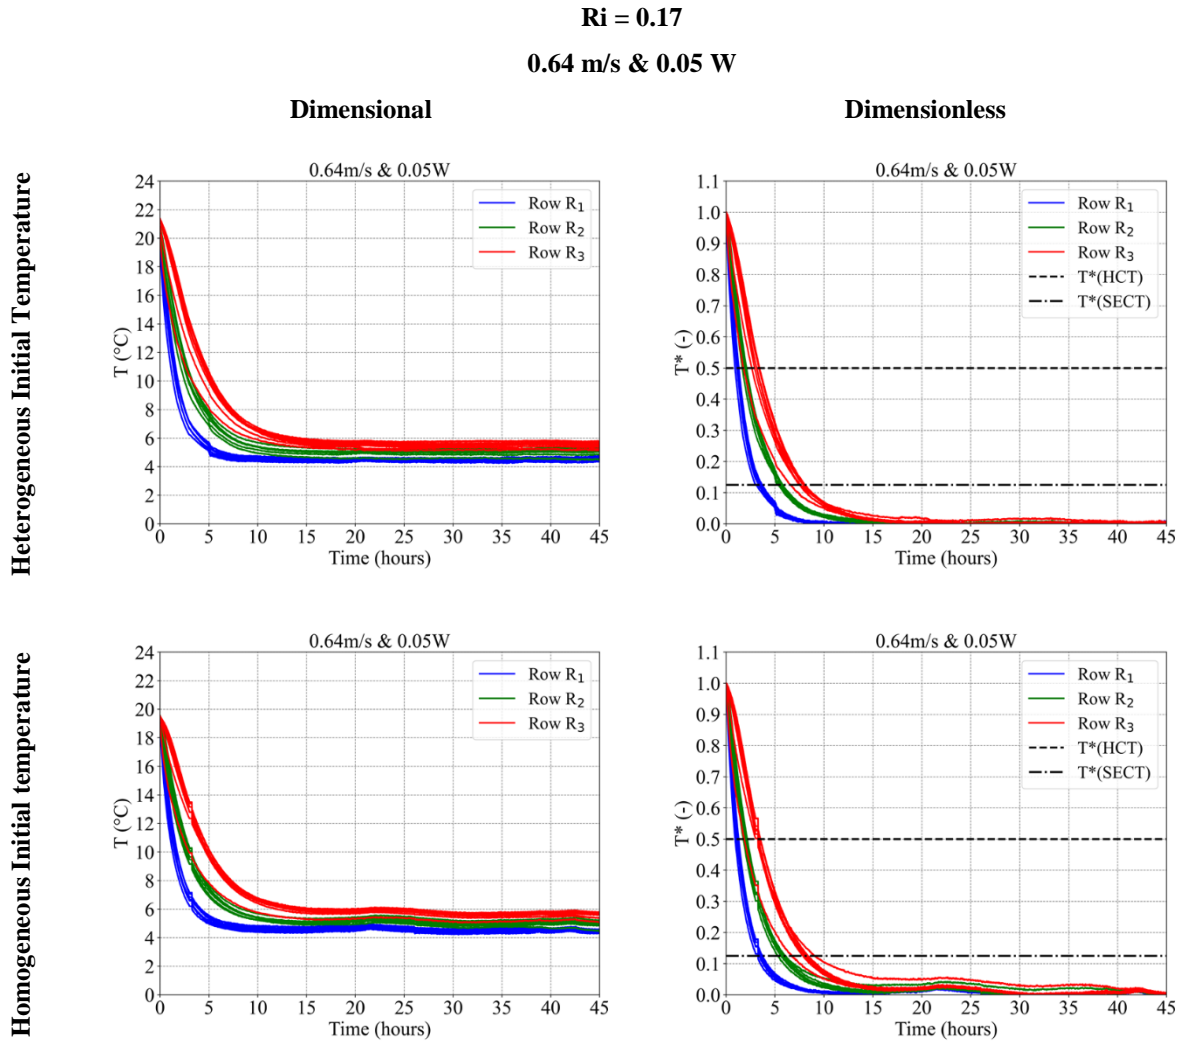 Ri = 0.17
0.64 m/s & 0.05 W
Dimensional
Dimensionless
Heterogeneous Initial Temperature
0.64m/s & 0.05W
24
22
20
18
16
14
12
10
8
6
4
2
0
T (°C)
Row R1
Row R2
Row R3
0 5 10 15 20 25 30 35 40 45
Time (hours)
0.64m/s & 0.05W
1.1
1.0
0.9
0.8
0.7
0.6
0.5
0.4
0.3
0.2
0.1
0.0
T* (-)
Row R1
Row R2
Row R3
T*(HCT)
T*(SECT)
0 5 10 15 20 25 30 35 40 45
Time (hours)
Homogeneous Initial temperature
0.64m/s & 0.05W
24
22
20
18
16
14
12
10
8
6
4
2
0
T (°C)
Row R1
Row R2
Row R3
0 5 10 15 20 25 30 35 40 45
Time (hours)
0.64m/s & 0.05W
1.1
1.0
0.9
0.8
0.7
0.6
0.5
0.4
0.3
0.2
0.1
0.0
T* (-)
Row R1
Row R2
Row R3
T*(HCT)
T*(SECT)
0 5 10 15 20 25 30 35 40 45
Time (hours)